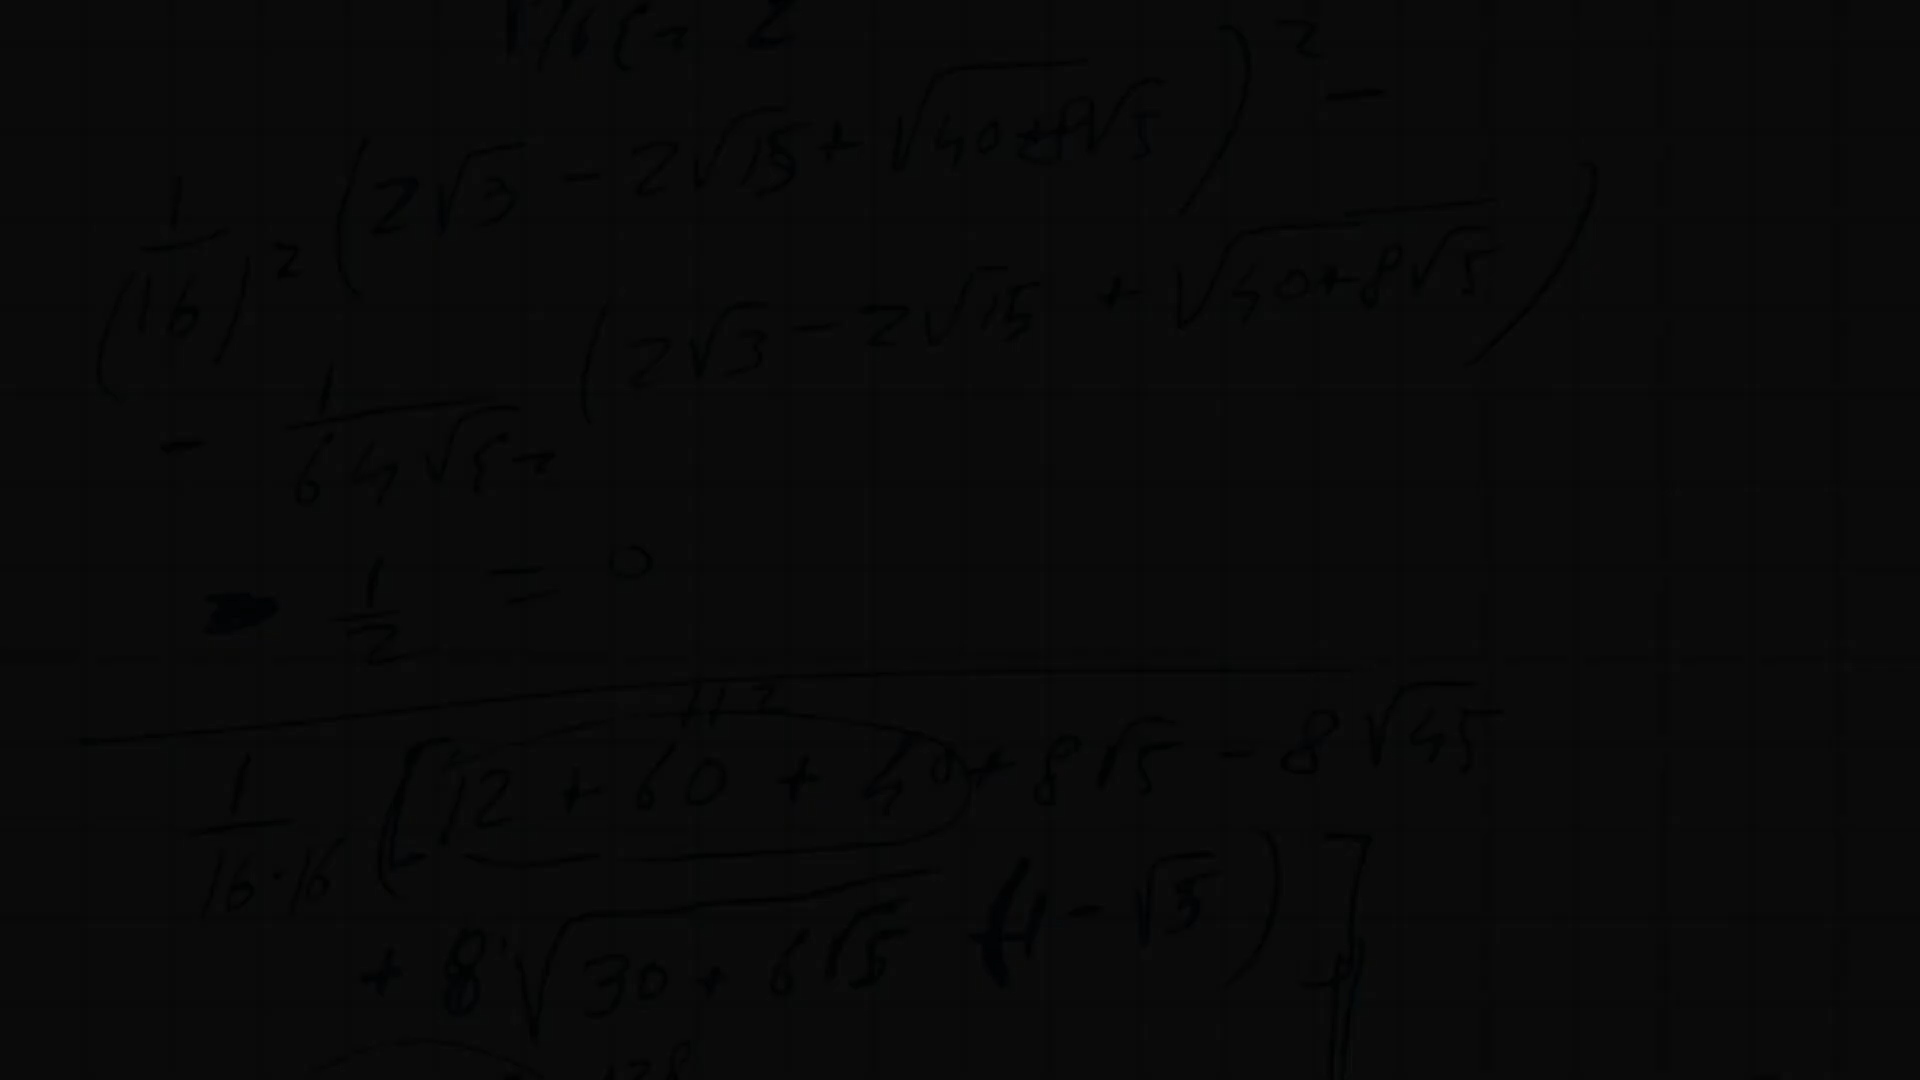 (1/16)² (2√3 − 2√15 + √(40+8√5))² −
− 1/(64√5) (2√3 − 2√15 + √(40+8√5))
− 1/2 = 0
112
1/(16·16) [12 + 60 + 40 + 8√5 − 8√45
+ 8√(30 + 6√5) (1 − √5)]